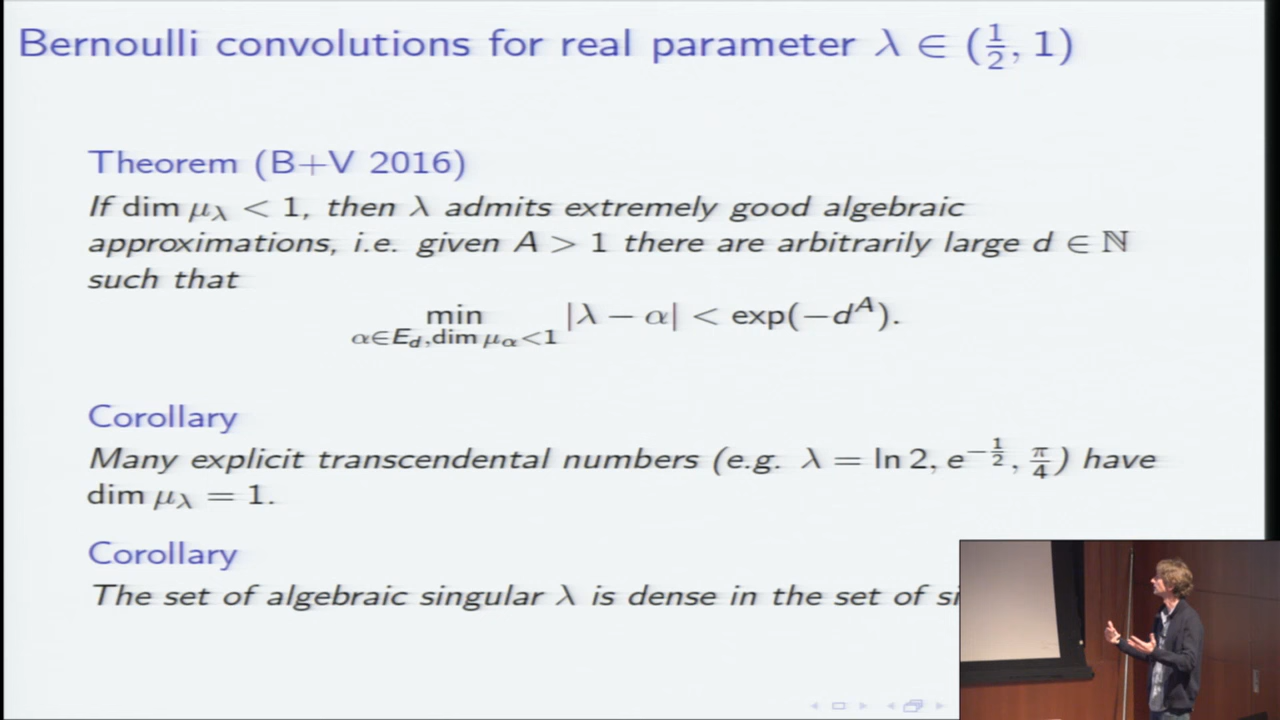 Bernoulli convolutions for real parameter λ ∈ (1/2, 1)
Theorem (B+V 2016)
If dim μ_λ < 1, then λ admits extremely good algebraic
approximations, i.e. given A > 1 there are arbitrarily large d ∈ ℕ
such that
min_{α∈E_d, dim μ_α<1} |λ − α| < exp(−d^A).
Corollary
Many explicit transcendental numbers (e.g. λ = ln 2, e^{−1/2}, π/4) have
dim μ_λ = 1.
Corollary
The set of algebraic singular λ is dense in the set of si